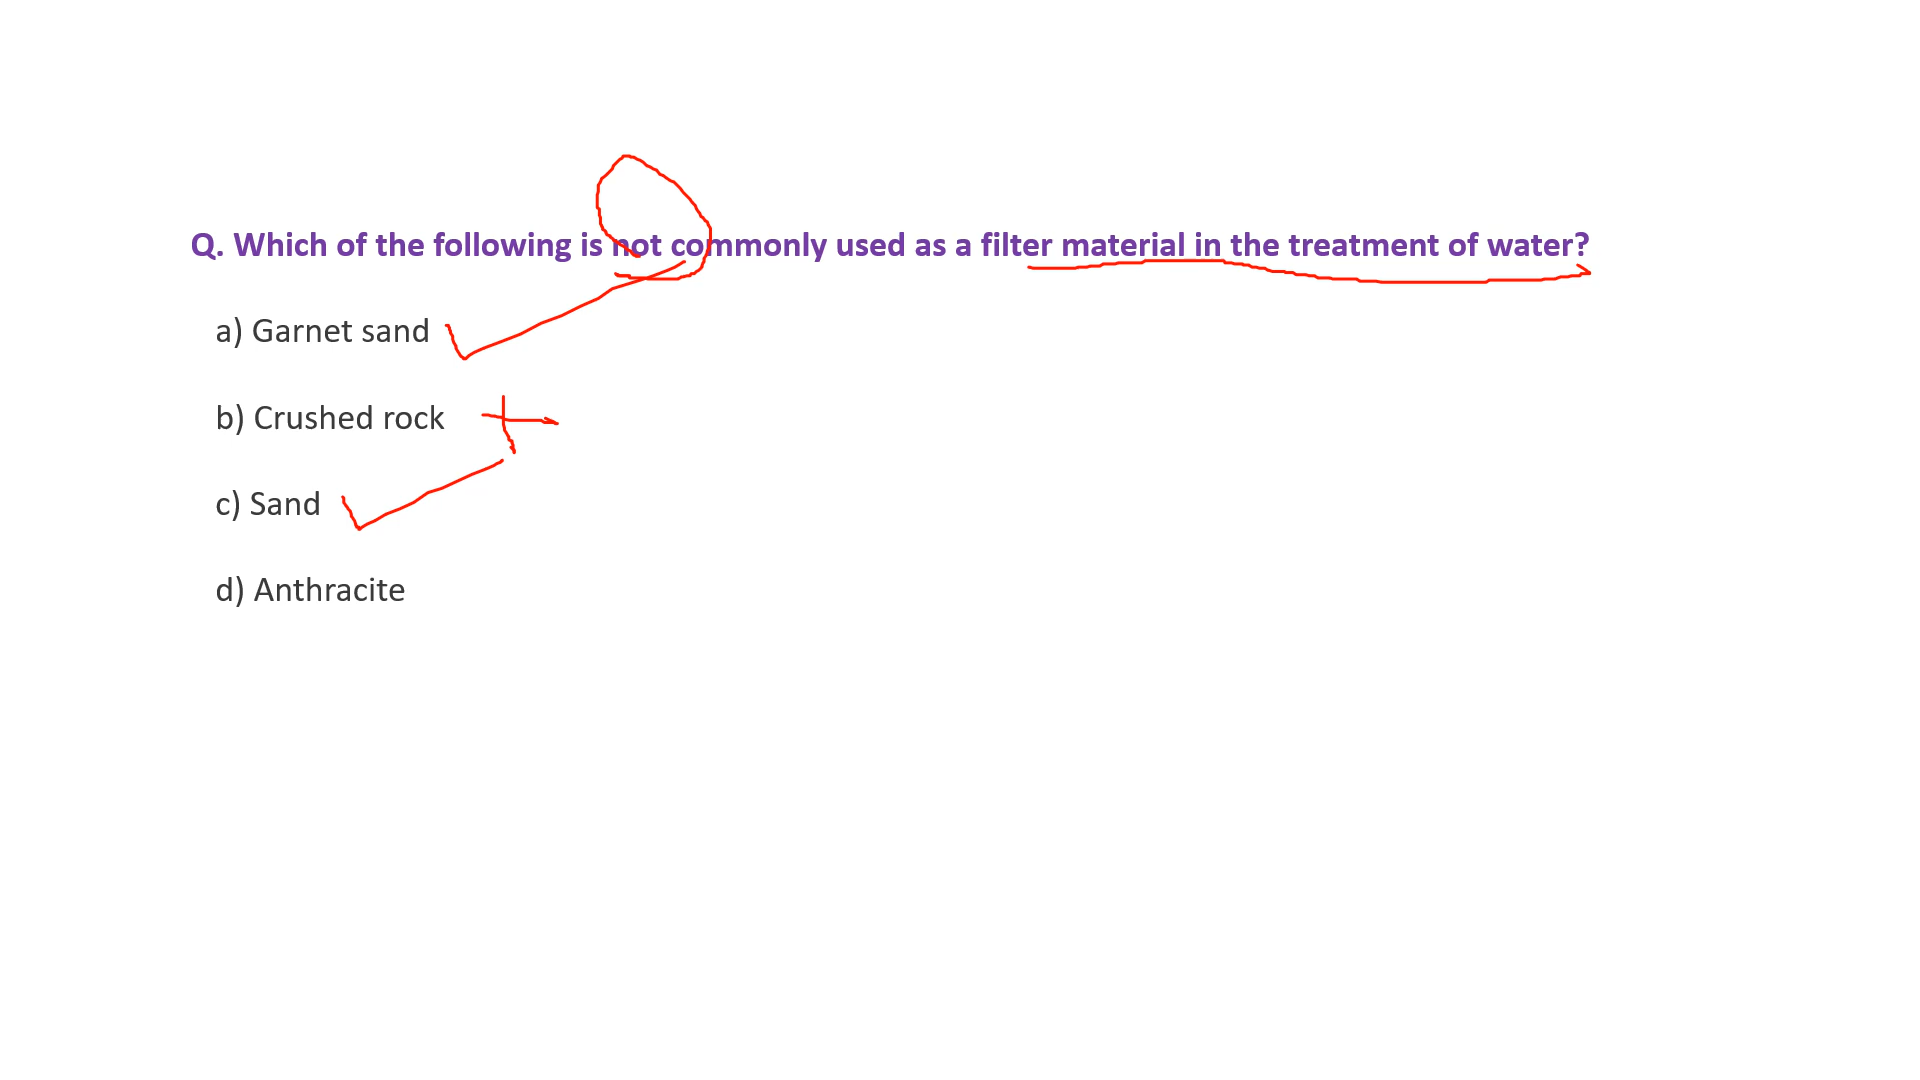 Q. Which of the following is not commonly used as a filter material in the treatment of water?
a) Garnet sand
b) Crushed rock
c) Sand
d) Anthracite